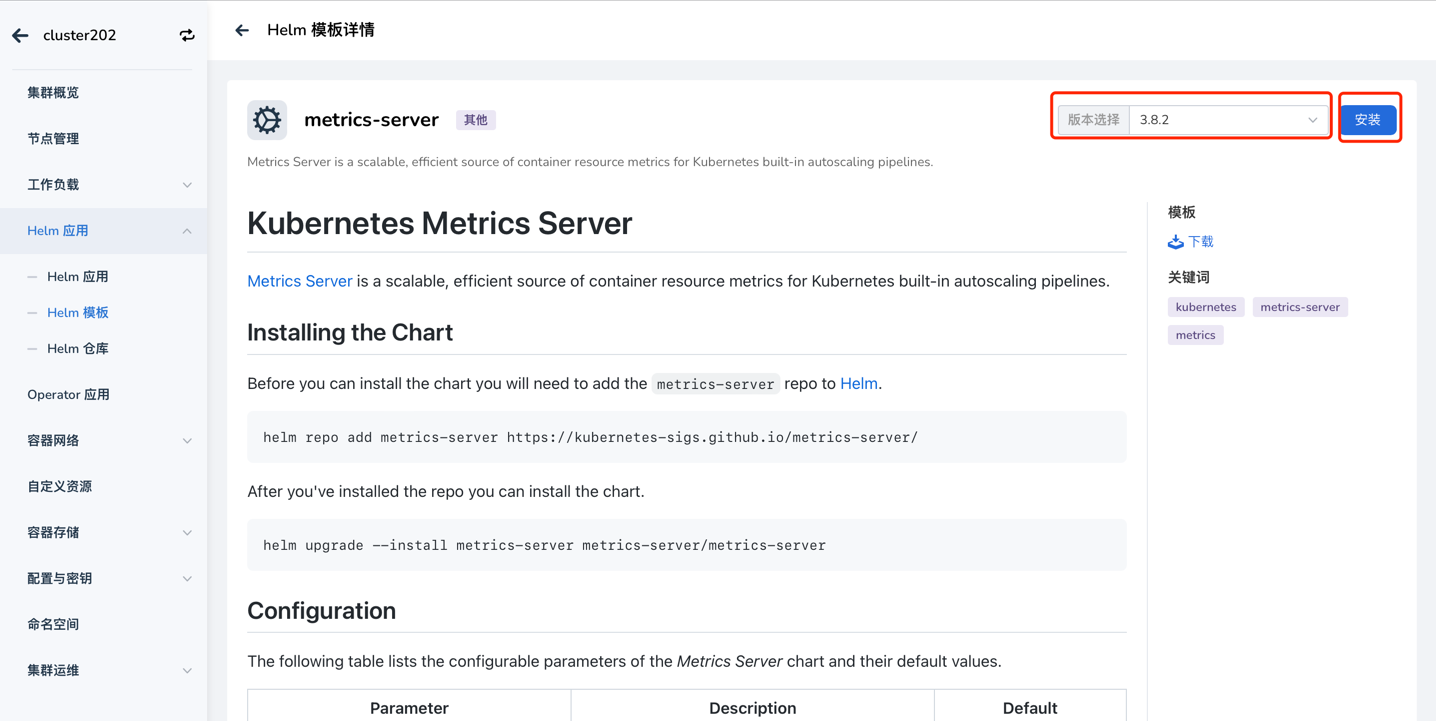 cluster202
集群概览
节点管理
工作负载
Helm 应用
Helm 应用
Helm 模板
Helm 仓库
Operator 应用
容器网络
自定义资源
容器存储
配置与密钥
命名空间
集群运维
Helm 模板详情
metrics-server 其他
版本选择 3.8.2 安装
Metrics Server is a scalable, efficient source of container resource metrics for Kubernetes built-in autoscaling pipelines.
Kubernetes Metrics Server
Metrics Server is a scalable, efficient source of container resource metrics for Kubernetes built-in autoscaling pipelines.
Installing the Chart
Before you can install the chart you will need to add the metrics-server repo to Helm.
helm repo add metrics-server https://kubernetes-sigs.github.io/metrics-server/
After you've installed the repo you can install the chart.
helm upgrade --install metrics-server metrics-server/metrics-server
Configuration
The following table lists the configurable parameters of the Metrics Server chart and their default values.
Parameter Description Default
模板
下载
关键词
kubernetes metrics-server
metrics